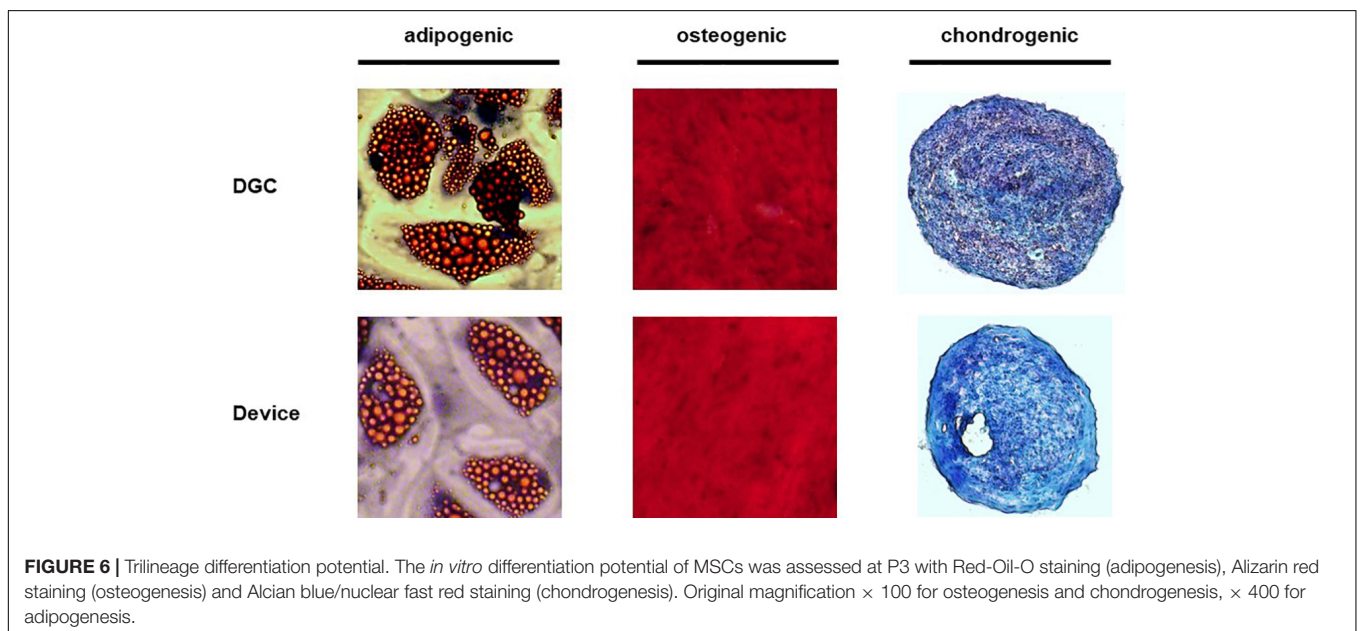 adipogenic osteogenic chondrogenic
DGC
Device
FIGURE 6 | Trilineage differentiation potential. The in vitro differentiation potential of MSCs was assessed at P3 with Red-Oil-O staining (adipogenesis), Alizarin red
staining (osteogenesis) and Alcian blue/nuclear fast red staining (chondrogenesis). Original magnification × 100 for osteogenesis and chondrogenesis, × 400 for
adipogenesis.